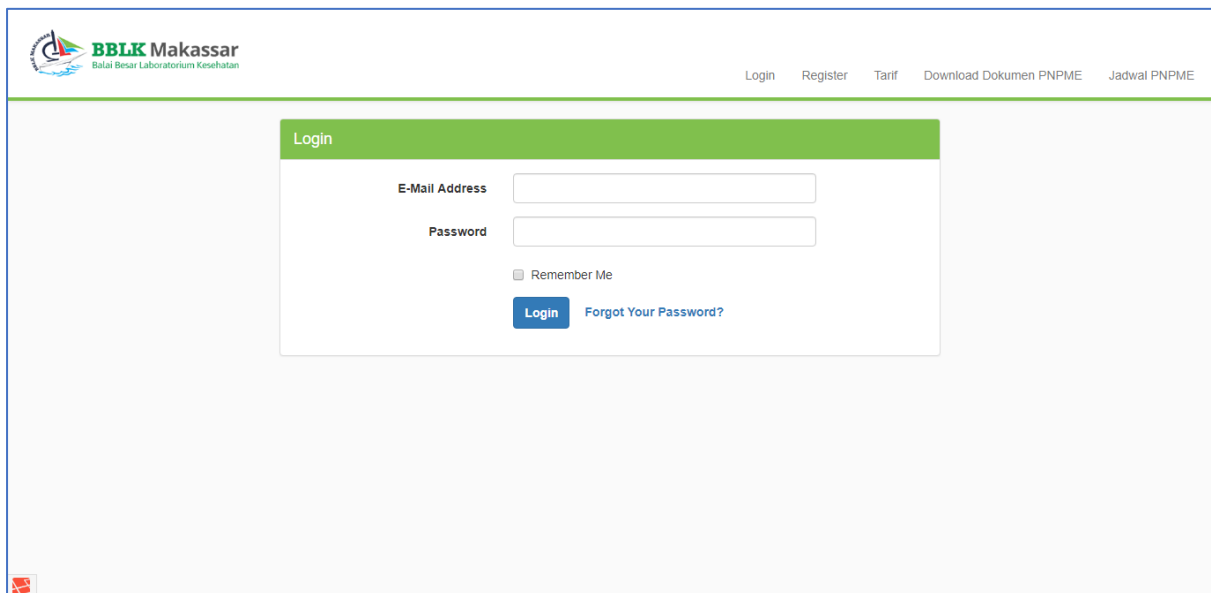 BBLK Makassar
Balai Besar Laboratorium Kesehatan
Login Register Tarif Download Dokumen PNPME Jadwal PNPME
Login
E-Mail Address
Password
Remember Me
Login Forgot Your Password?